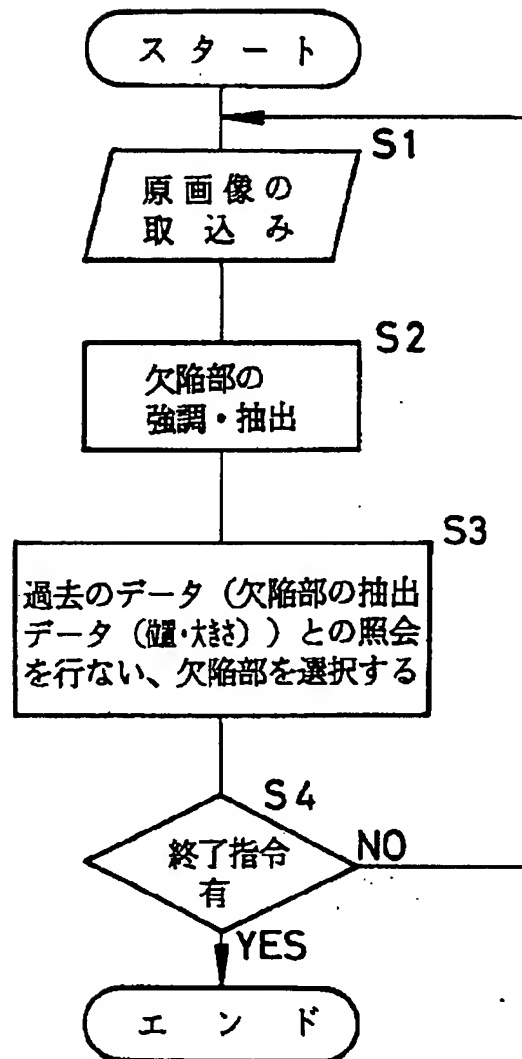 スタート
S1
原画像の
取込み
S2
欠陥部の
強調・抽出
S3
過去のデータ(欠陥部の抽出
データ(位置・大きさ))との照会
を行ない、欠陥部を選択する
S4
終了指令
有
NO
YES
エンド